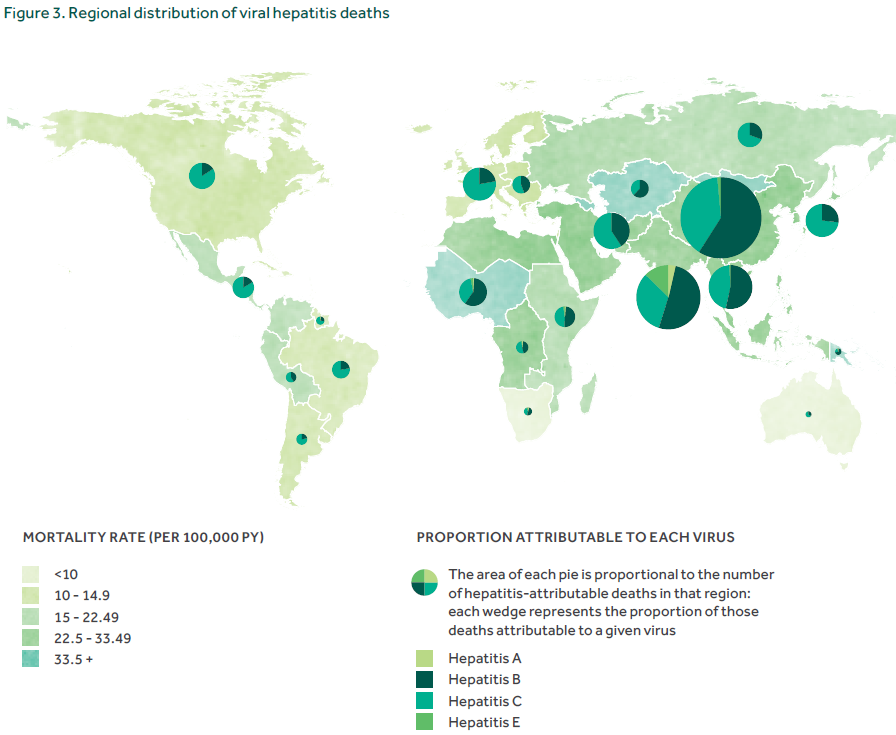 Figure 3. Regional distribution of viral hepatitis deaths
MORTALITY RATE (PER 100,000 PY)
<10
10 - 14.9
15 - 22.49
22.5 - 33.49
33.5 +
PROPORTION ATTRIBUTABLE TO EACH VIRUS
The area of each pie is proportional to the number
of hepatitis-attributable deaths in that region:
each wedge represents the proportion of those
deaths attributable to a given virus
Hepatitis A
Hepatitis B
Hepatitis C
Hepatitis E